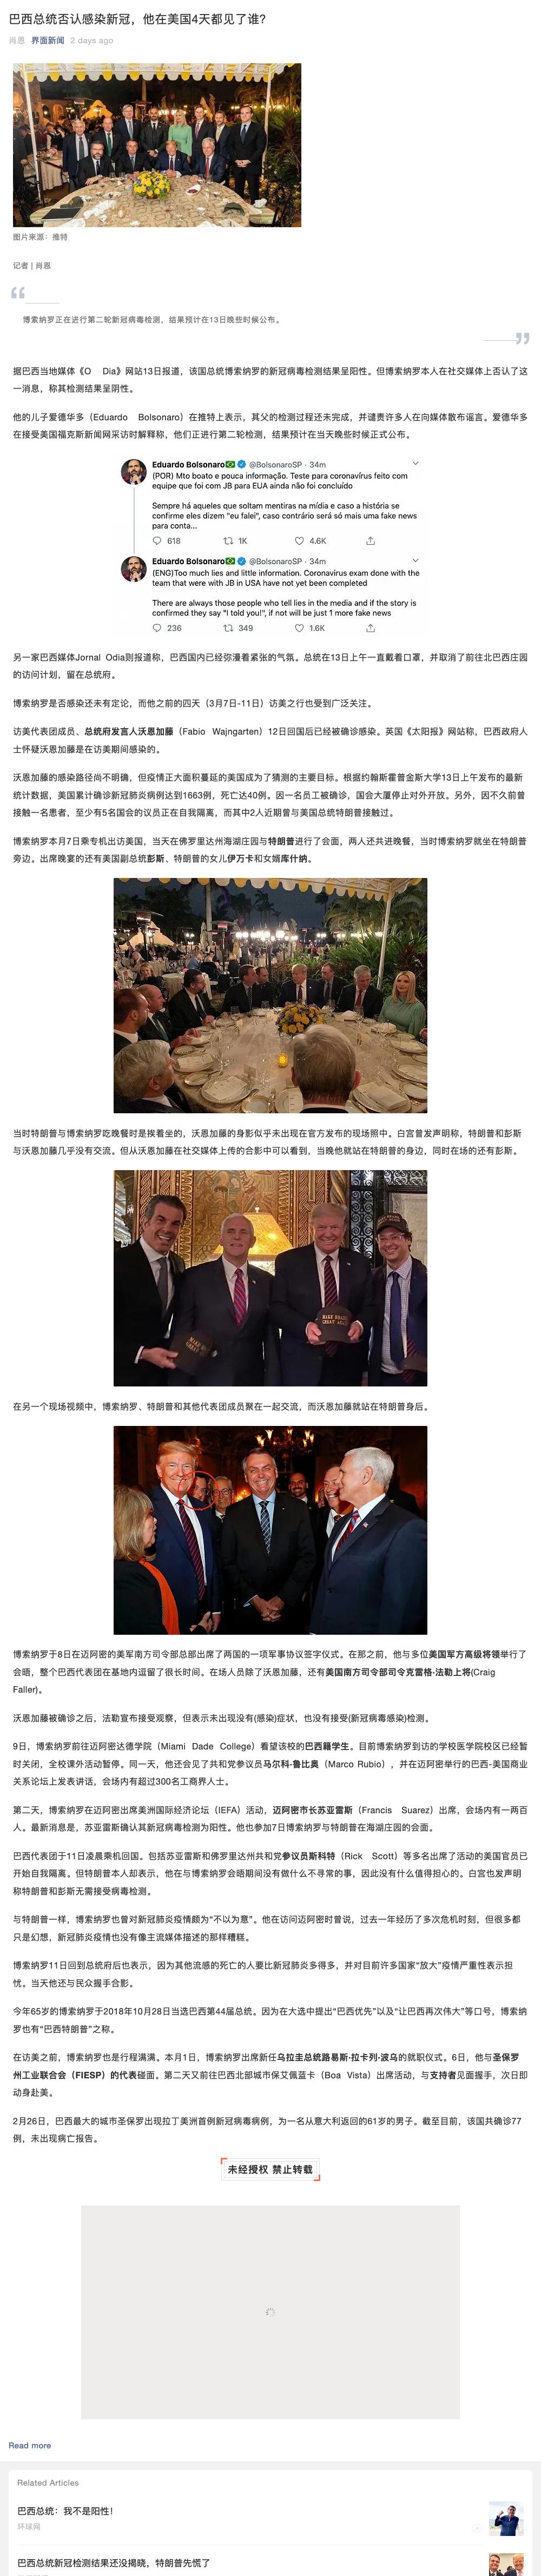 巴西总统否认感染新冠，他在美国4天都见了谁?
肖恩 界面新闻 2 days ago
图片来源：推特
记者 | 肖恩
博索纳罗正在进行第二轮新冠病毒检测，结果预计在13日晚些时候公布。
据巴西当地媒体《O Dia》网站13日报道，该国总统博索纳罗的新冠病毒检测结果呈阳性。但博索纳罗本人在社交媒体上否认了这
一消息，称其检测结果呈阴性。
他的儿子爱德华多（Eduardo Bolsonaro）在推特上表示，其父的检测过程还未完成，并谴责许多人在向媒体散布谣言。爱德华多
在接受美国福克斯新闻网采访时解释称，他们正进行第二轮检测，结果预计在当天晚些时候正式公布。
Eduardo Bolsonaro @BolsonaroSP · 34m
(POR) Mto boato e pouca informação. Teste para coronavírus feito com
equipe que foi com JB para EUA ainda não foi concluído
Sempre há aqueles que soltam mentiras na mídia e caso a história se
confirme eles dizem "eu falei", caso contrário será só mais uma fake news
para conta...
618 1K 4.6K
Eduardo Bolsonaro @BolsonaroSP · 34m
(ENG)Too much lies and little information. Coronavirus exam done with the
team that were with JB in USA have not yet been completed
There are always those people who tell lies in the media and if the story is
confirmed they say "I told you!", if not will be just 1 more fake news
236 349 1.6K
另一家巴西媒体Jornal Odia则报道称，巴西国内已经弥漫着紧张的气氛。总统在13日上午一直戴着口罩，并取消了前往北巴西庄园
的访问计划，留在总统府。
博索纳罗是否感染还未有定论，而他之前的四天（3月7日-11日）访美之行也受到广泛关注。
访美代表团成员、总统府发言人沃恩加藤（Fabio Wajngarten）12日回国后已经被确诊感染。英国《太阳报》网站称，巴西政府人
士怀疑沃恩加藤是在访美期间感染的。
沃恩加藤的感染路径尚不明确，但疫情正大面积蔓延的美国成为了猜测的主要目标。根据约翰斯霍普金斯大学13日上午发布的最新
统计数据，美国累计确诊新冠肺炎病例达到1663例，死亡达40例。因一名员工被确诊，国会大厦停止对外开放。另外，因不久前曾
接触一名患者，至少有5名国会的议员正在自我隔离，而其中2人近期曾与美国总统特朗普接触过。
博索纳罗本月7日乘专机出访美国，当天在佛罗里达州海湖庄园与特朗普进行了会面，两人还共进晚餐，当时博索纳罗就坐在特朗普
旁边。出席晚宴的还有美国副总统彭斯、特朗普的女儿伊万卡和女婿库什纳。
当时特朗普与博索纳罗吃晚餐时是挨着坐的，沃恩加藤的身影似乎未出现在官方发布的现场照中。白宫曾发声明称，特朗普和彭斯
与沃恩加藤几乎没有交流。但从沃恩加藤在社交媒体上传的合影中可以看到，当晚他就站在特朗普的身边，同时在场的还有彭斯。
MAKE BRAZIL
GREAT AGAIN
在另一个现场视频中，博索纳罗、特朗普和其他代表团成员聚在一起交流，而沃恩加藤就站在特朗普身后。
博索纳罗于8日在迈阿密的美军南方司令部总部出席了两国的一项军事协议签字仪式。在那之前，他与多位美国军方高级将领举行了
会晤，整个巴西代表团在基地内逗留了很长时间。在场人员除了沃恩加藤，还有美国南方司令部司令克雷格·法勒上将(Craig
Faller)。
沃恩加藤被确诊之后，法勒宣布接受观察，但表示未出现没有(感染)症状，也没有接受(新冠病毒感染)检测。
9日，博索纳罗前往迈阿密达德学院（Miami Dade College）看望该校的巴西籍学生。目前博索纳罗到访的学校医学院校区已经暂
时关闭，全校课外活动暂停。同一天，他还会见了共和党参议员马尔科·鲁比奥（Marco Rubio），并在迈阿密举行的巴西-美国商业
关系论坛上发表讲话，会场内有超过300名工商界人士。
第二天，博索纳罗在迈阿密出席美洲国际经济论坛（IEFA）活动，迈阿密市长苏亚雷斯（Francis Suarez）出席，会场内有一两百
人。最新消息是，苏亚雷斯确认其新冠病毒检测为阳性。他也参加7日博索纳罗与特朗普在海湖庄园的会面。
巴西代表团于11日凌晨乘机回国。包括苏亚雷斯和佛罗里达州共和党参议员斯科特（Rick Scott）等多名出席了活动的美国官员已
开始自我隔离。但特朗普本人却表示，他在与博索纳罗会晤期间没有做什么不寻常的事，因此没有什么值得担心的。白宫也发声明
称特朗普和彭斯无需接受病毒检测。
与特朗普一样，博索纳罗也曾对新冠肺炎疫情颇为“不以为意”。他在访问迈阿密时曾说，过去一年经历了多次危机时刻，但很多都
只是幻想，新冠肺炎疫情也没有像主流媒体描述的那样糟糕。
博索纳罗11日回到总统府后也表示，因为其他流感的死亡的人要比新冠肺炎多得多，并对目前许多国家“放大”疫情严重性表示担
忧。当天他还与民众握手合影。
今年65岁的博索纳罗于2018年10月28日当选巴西第44届总统。因为在大选中提出“巴西优先”以及“让巴西再次伟大”等口号，博索纳
罗也有“巴西特朗普”之称。
在访美之前，博索纳罗也是行程满满。本月1日，博索纳罗出席新任乌拉圭总统路易斯·拉卡列·波乌的就职仪式。6日，他与圣保罗
州工业联合会（FIESP）的代表碰面。第二天又前往巴西北部城市保艾佩蓝卡（Boa Vista）出席活动，与支持者见面握手，次日即
动身赴美。
2月26日，巴西最大的城市圣保罗出现拉丁美洲首例新冠病毒病例，为一名从意大利返回的61岁的男子。截至目前，该国共确诊77
例，未出现病亡报告。
未经授权 禁止转载
Read more
Related Articles
巴西总统：我不是阳性!
环球网
巴西总统新冠检测结果还没揭晓，特朗普先慌了